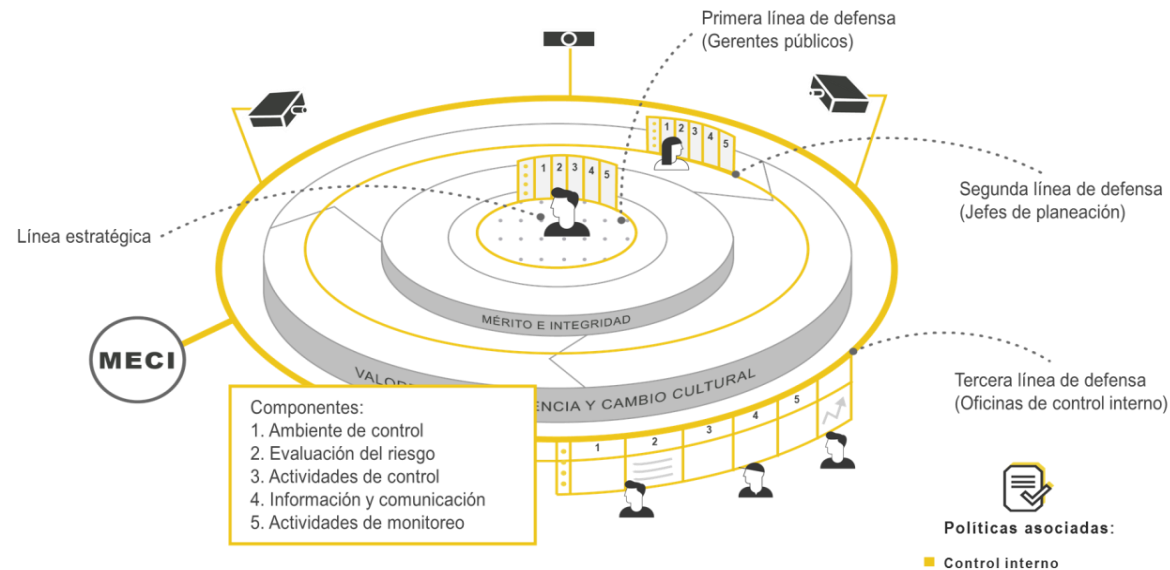 Primera línea de defensa
(Gerentes públicos)
1 2 3 4 5
1 2 3 4 5
Segunda línea de defensa
(Jefes de planeación)
Línea estratégica
MÉRITO E INTEGRIDAD
MECI
Y CAMBIO CULTURAL
Tercera línea de defensa
(Oficinas de control interno)
Componentes:
1. Ambiente de control
2. Evaluación del riesgo
3. Actividades de control
4. Información y comunicación
5. Actividades de monitoreo
1 2 3 4 5
Políticas asociadas:
Control interno